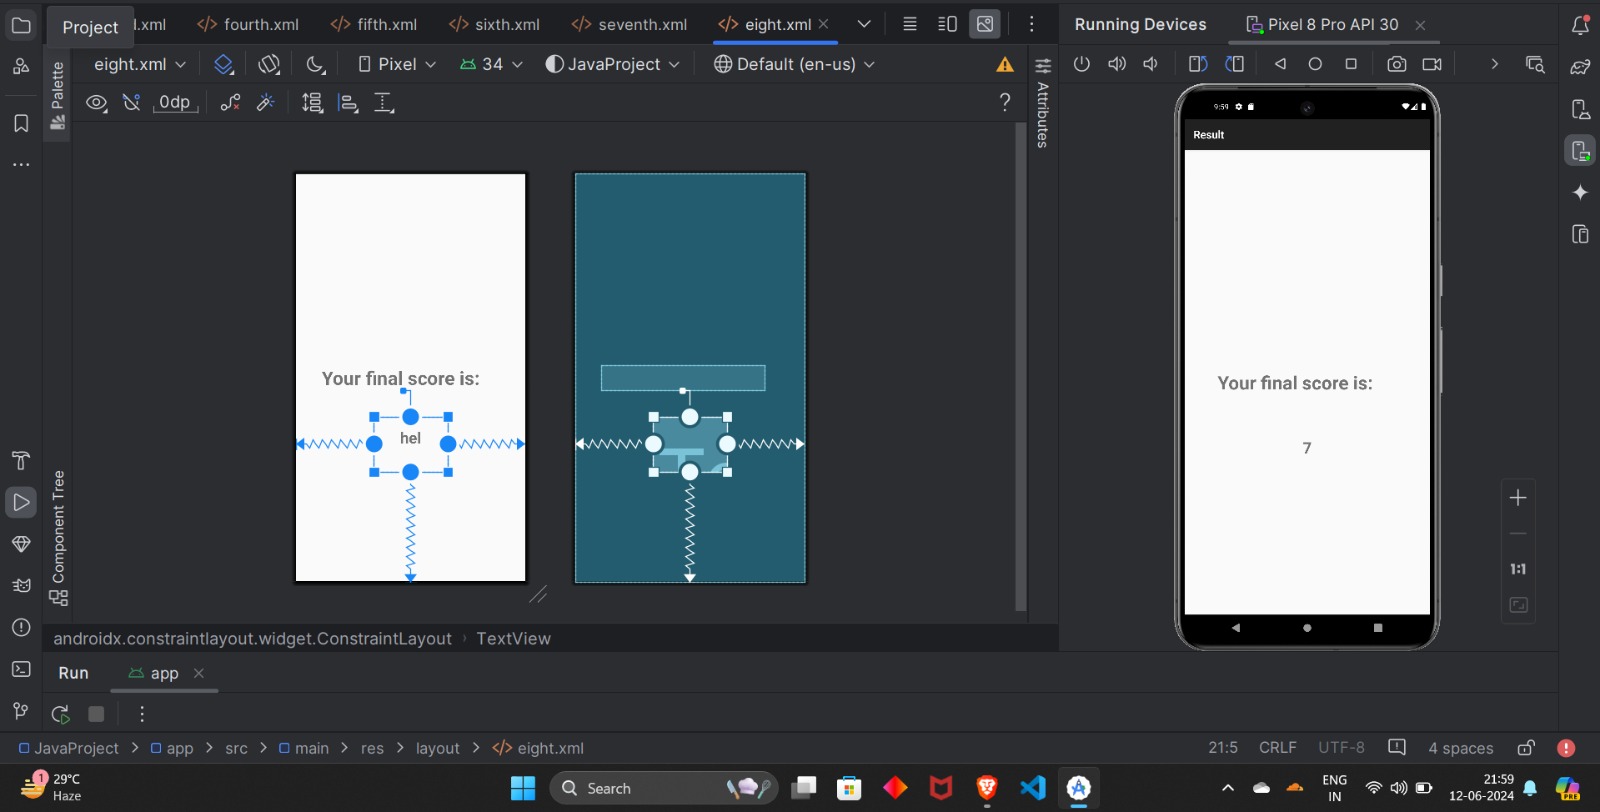 Project
l.xml
fourth.xml
fifth.xml
sixth.xml
seventh.xml
eight.xml
Running Devices
Pixel 8 Pro API 30
eight.xml
Pixel
34
JavaProject
Default (en-us)
Palette
0dp
?
Attributes
9:59
Result
Your final score is:
hel
Your final score is:
7
1:1
Component Tree
androidx.constraintlayout.widget.ConstraintLayout
TextView
Run
app
JavaProject
app
src
main
res
layout
eight.xml
21:5
CRLF
UTF-8
4 spaces
1
29°C
Haze
Search
ENG
IN
21:59
12-06-2024
PRE